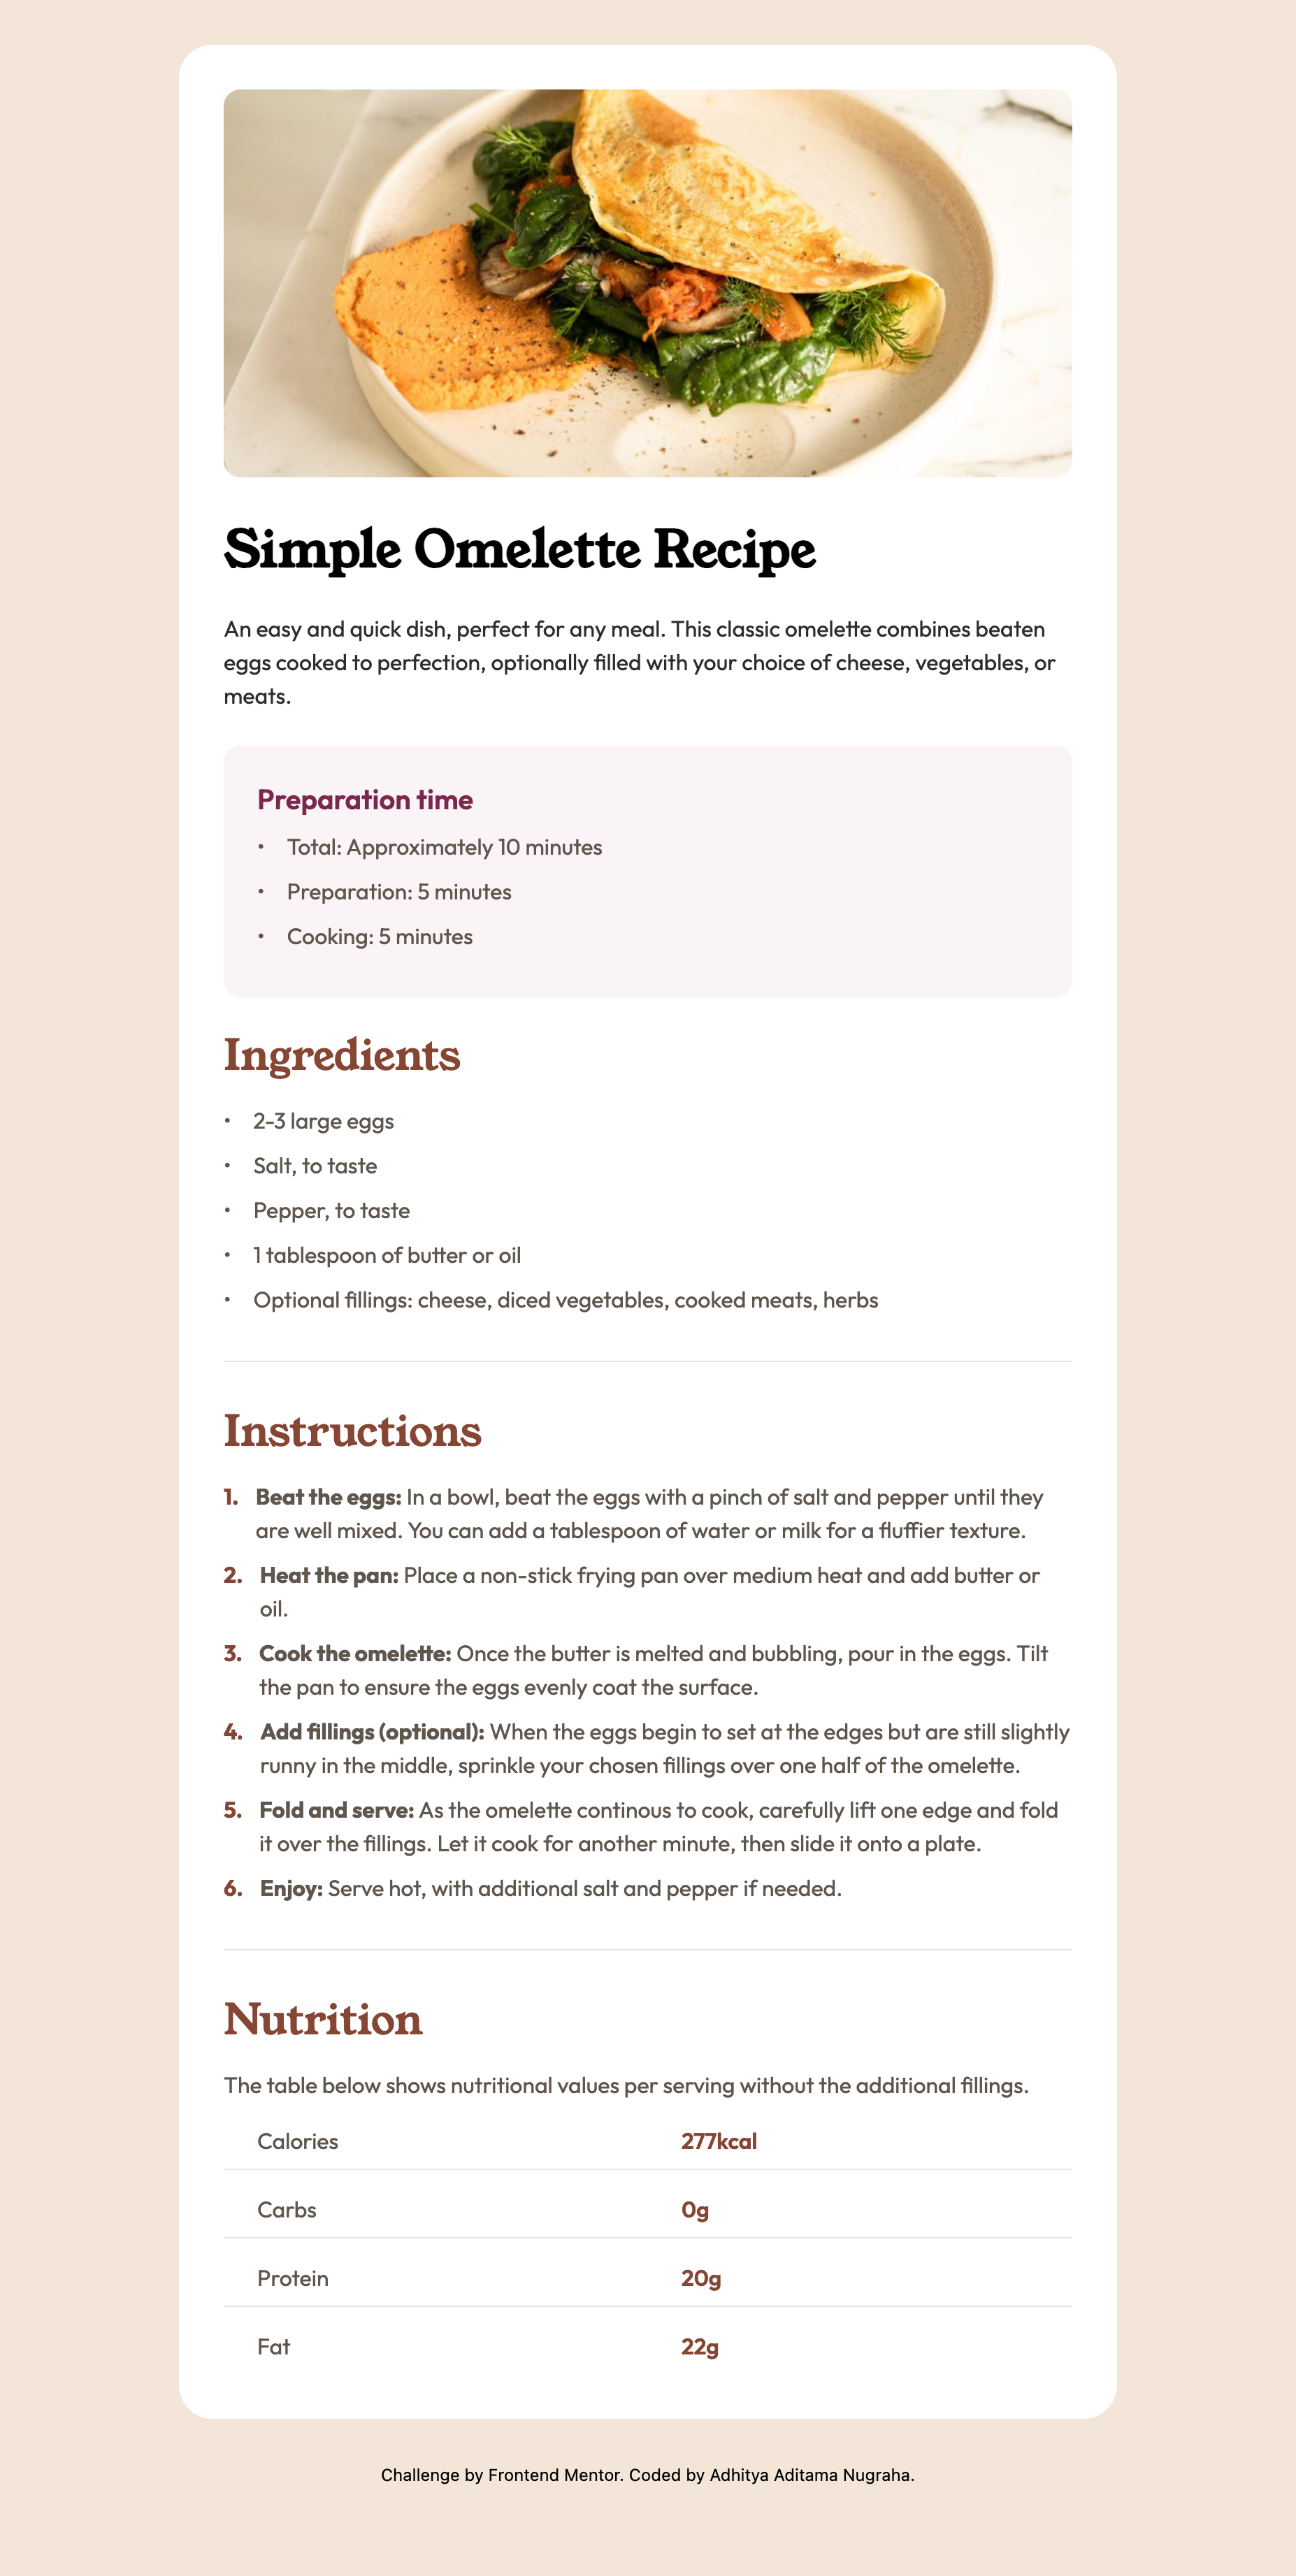 Simple Omelette Recipe
An easy and quick dish, perfect for any meal. This classic omelette combines beaten
eggs cooked to perfection, optionally filled with your choice of cheese, vegetables, or
meats.
Preparation time
• Total: Approximately 10 minutes
• Preparation: 5 minutes
• Cooking: 5 minutes
Ingredients
• 2-3 large eggs
• Salt, to taste
• Pepper, to taste
• 1 tablespoon of butter or oil
• Optional fillings: cheese, diced vegetables, cooked meats, herbs
Instructions
1. Beat the eggs: In a bowl, beat the eggs with a pinch of salt and pepper until they
are well mixed. You can add a tablespoon of water or milk for a fluffier texture.
2. Heat the pan: Place a non-stick frying pan over medium heat and add butter or
oil.
3. Cook the omelette: Once the butter is melted and bubbling, pour in the eggs. Tilt
the pan to ensure the eggs evenly coat the surface.
4. Add fillings (optional): When the eggs begin to set at the edges but are still slightly
runny in the middle, sprinkle your chosen fillings over one half of the omelette.
5. Fold and serve: As the omelette continous to cook, carefully lift one edge and fold
it over the fillings. Let it cook for another minute, then slide it onto a plate.
6. Enjoy: Serve hot, with additional salt and pepper if needed.
Nutrition
The table below shows nutritional values per serving without the additional fillings.
Calories 277kcal
Carbs 0g
Protein 20g
Fat 22g
Challenge by Frontend Mentor. Coded by Adhitya Aditama Nugraha.